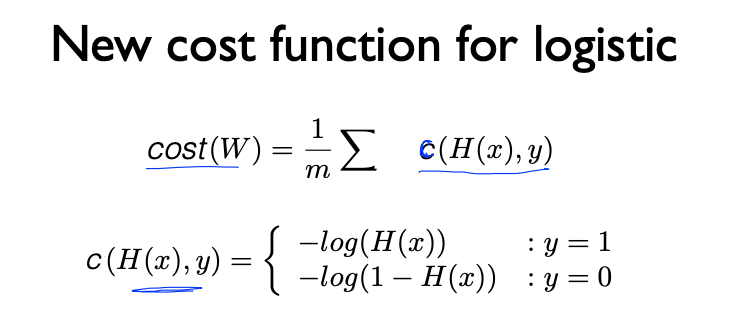 New cost function for logistic
cost(W) = 1/m ∑ c(H(x), y)
c(H(x), y) = { −log(H(x)) : y = 1
−log(1 − H(x)) : y = 0